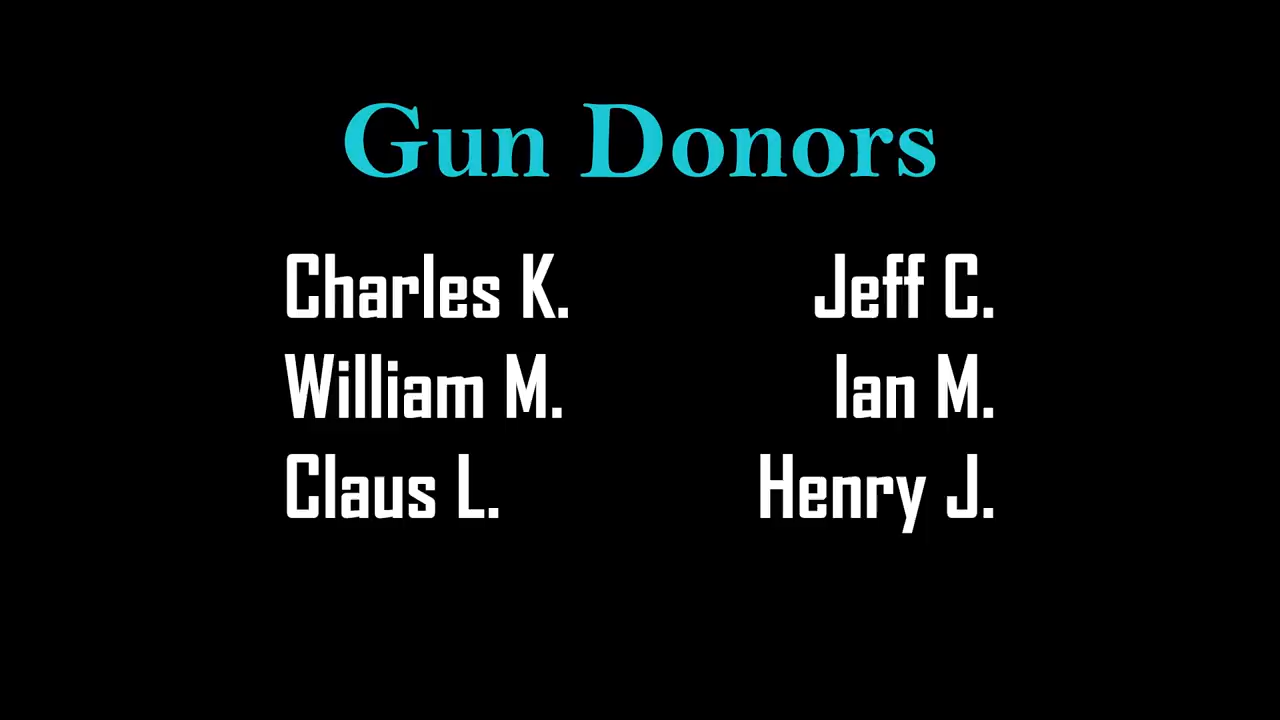 Gun Donors
Charles K. Jeff C.
William M. Ian M.
Claus L. Henry J.